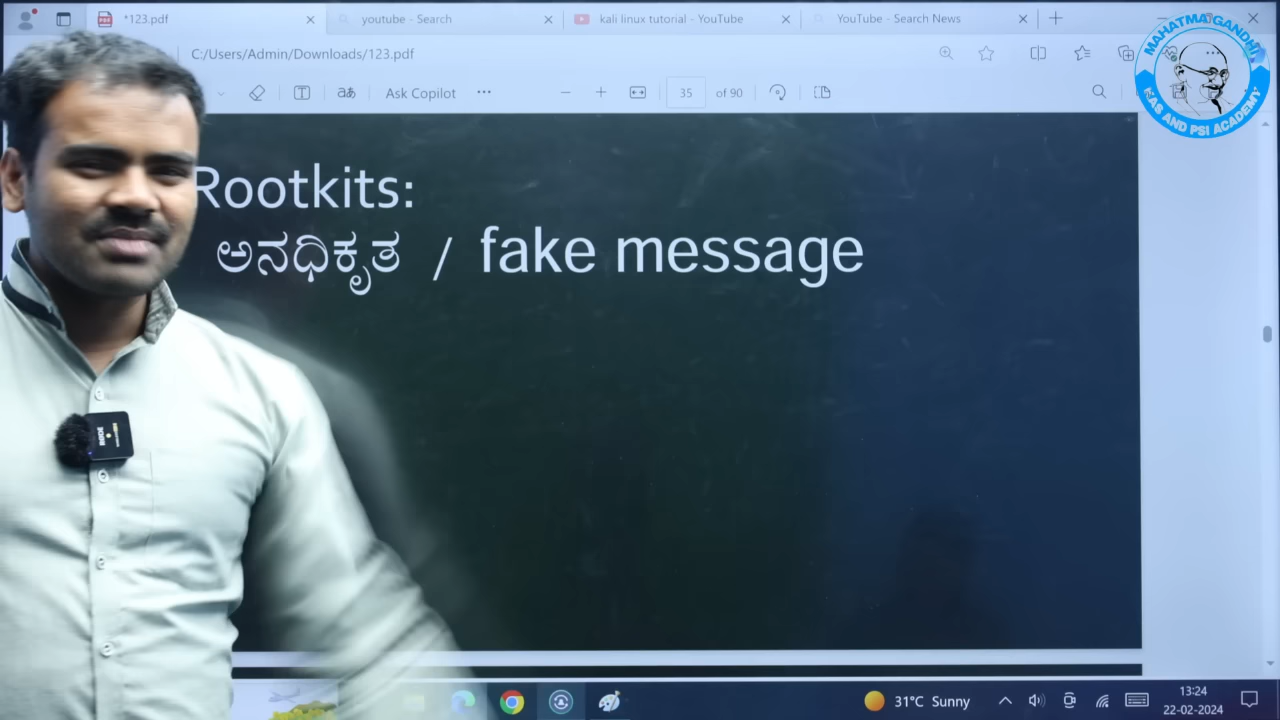 *123.pdf
youtube - Search
kali linux tutorial - YouTube
YouTube - Search News
C:/Users/Admin/Downloads/123.pdf
Ask Copilot
35 of 90
MAHATMA GANDHI
KAS AND PSI ACADEMY
Rootkits:
ಅನಧಿಕೃತ / fake message
RODE
31°C Sunny
13:24
22-02-2024